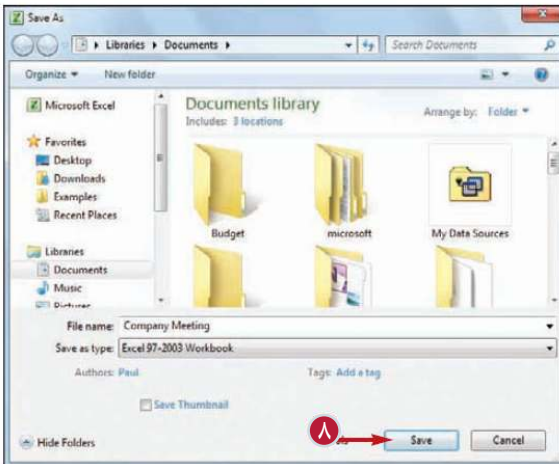 Save As
Libraries ▸ Documents ▸
Search Documents
Organize ▾ New folder
Microsoft Excel
Favorites
Desktop
Downloads
Examples
Recent Places
Libraries
Documents
Music
Documents library
Includes: 3 locations
Arrange by: Folder ▾
Budget
microsoft
My Data Sources
File name: Company Meeting
Save as type: Excel 97-2003 Workbook
Authors: Paul
Tags: Add a tag
Save Thumbnail
Hide Folders
٨
Save
Cancel